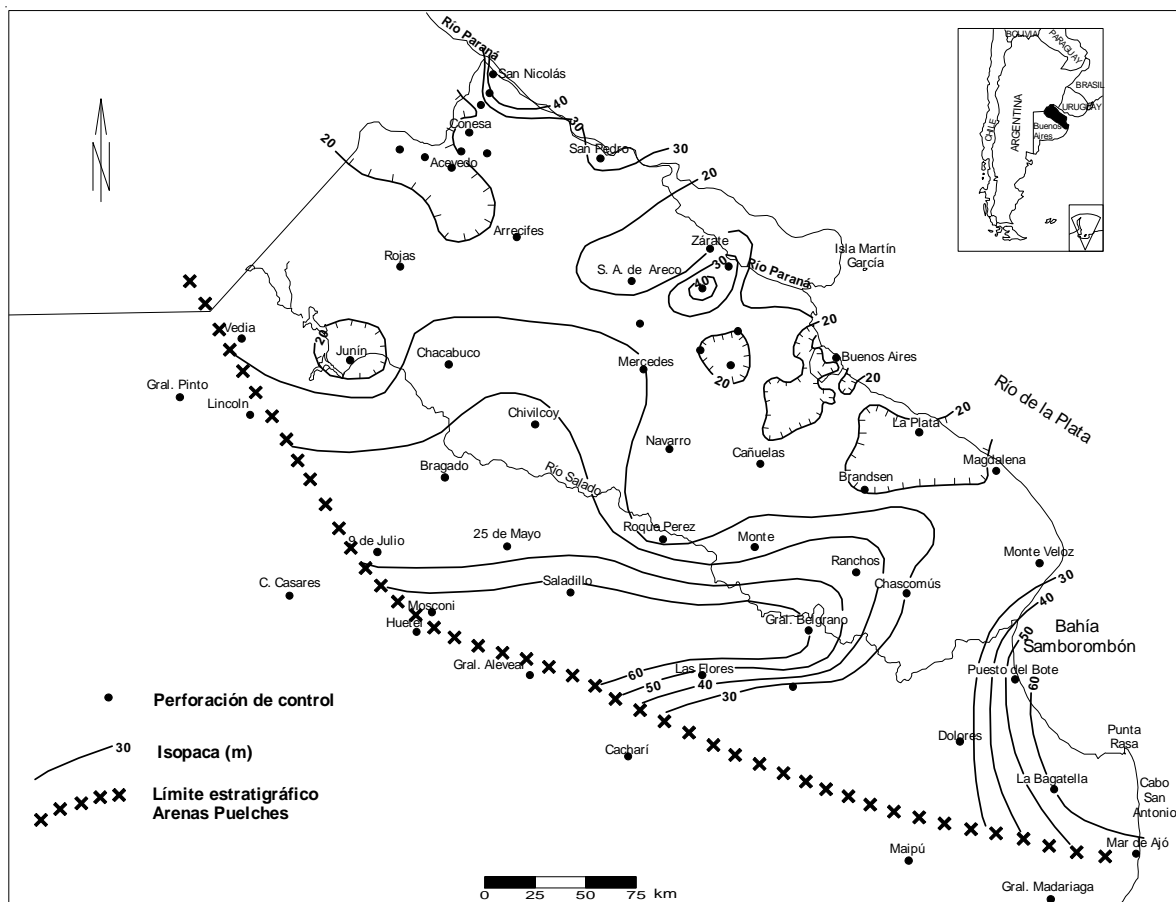 Río Paraná
San Nicolás
40
30
Conesa
20
Acevedo
San Pedro
30
20
Arrecifes
Rojas
Zárate
Isla Martín
García
S. A. de Areco
30
40
Río Paraná
Vedia
20
Junín
Chacabuco
Mercedes
20
20
Buenos Aires
20
Gral. Pinto
Lincoln
Chivilcoy
Río de la Plata
20
La Plata
Navarro
Cañuelas
Bragado
Río Salado
Magdalena
Brandsen
9 de Julio
25 de Mayo
Roque Perez
Monte
Monte Veloz
Ranchos
Chascomús
30
40
C. Casares
Saladillo
Mosconi
Huetel
Gral. Belgrano
50
Bahía
Samborombón
Gral. Alevear
60
Las Flores
50
40
30
Puesto del Bote
60
Dolores
Punta
Rasa
Cacharí
La Bagatella
Cabo
San
Antonio
Maipú
Mar de Ajó
Gral. Madariaga
N
BOLIVIA
PARAGUAY
BRASIL
URUGUAY
CHILE
ARGENTINA
Buenos
Aires
Perforación de control
30
Isopaca (m)
Límite estratigráfico
Arenas Puelches
0 25 50 75 km